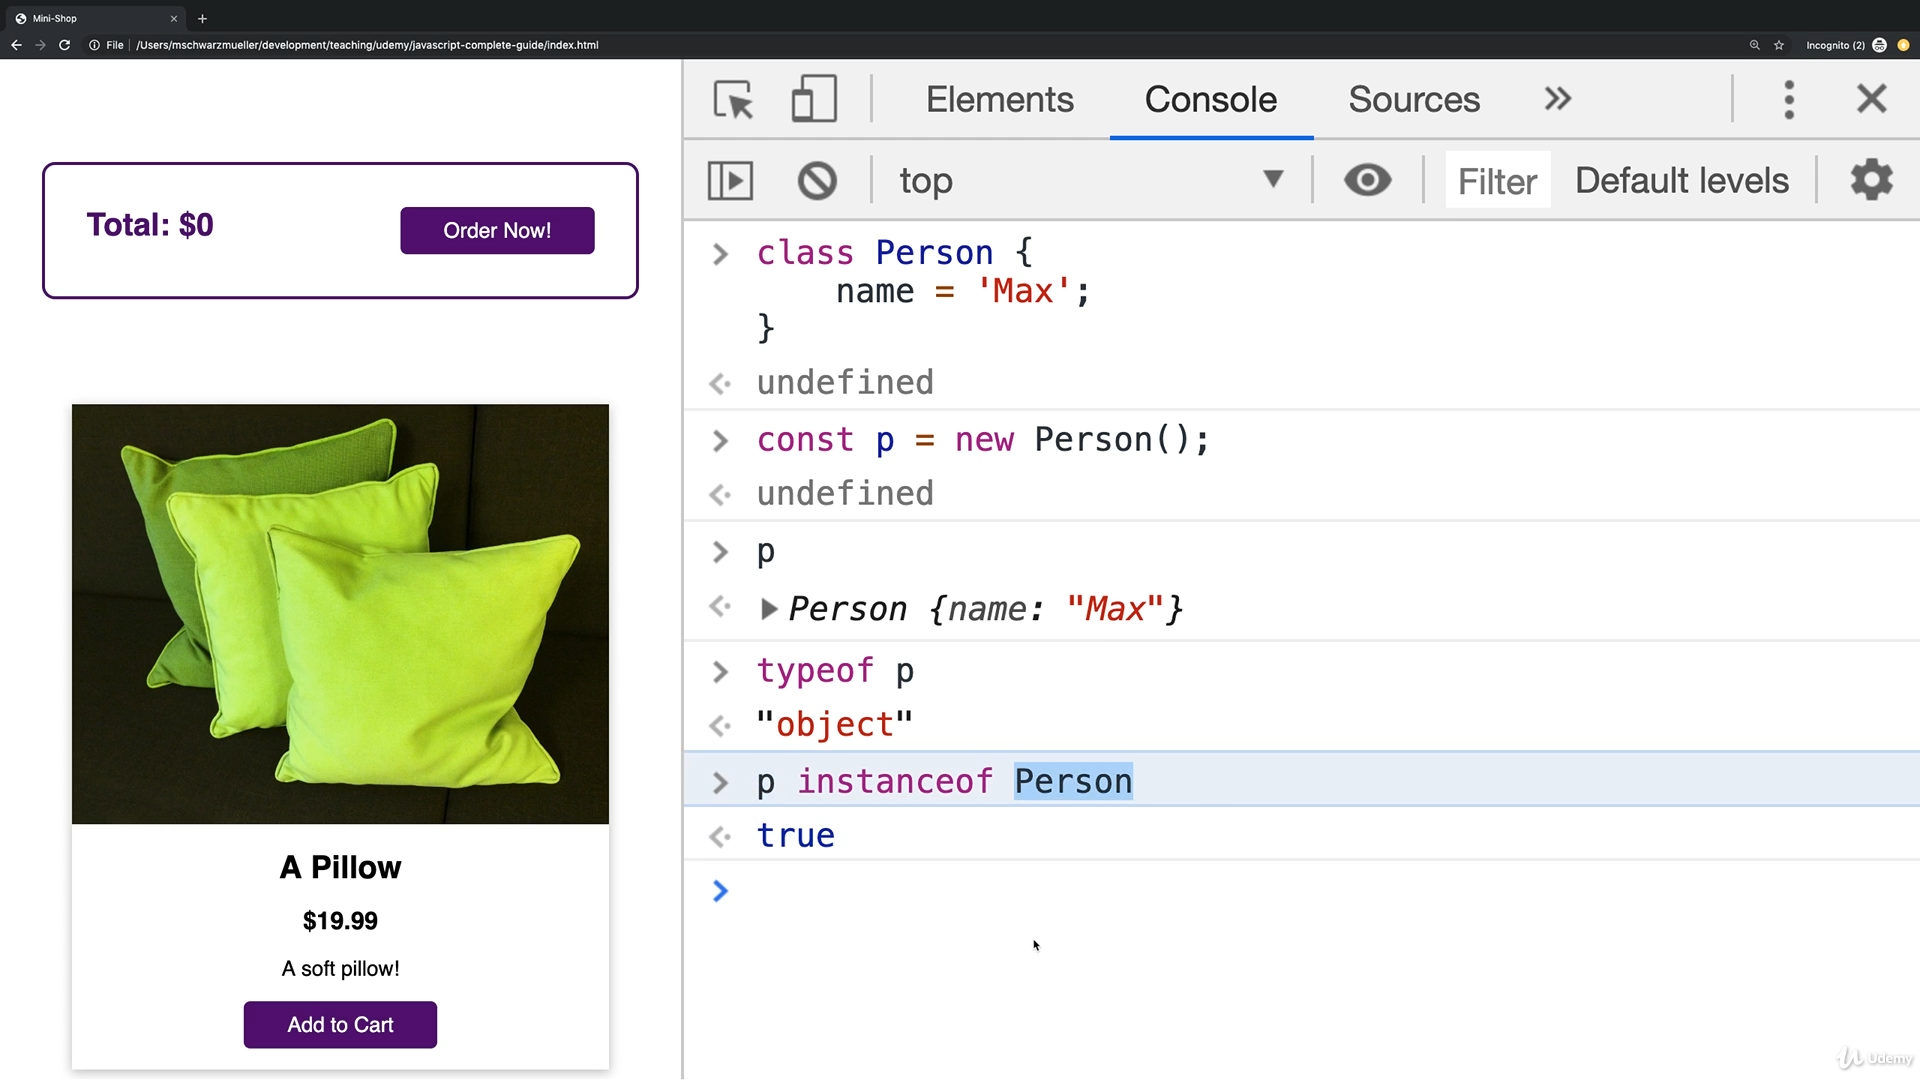 Mini-Shop
File /Users/mschwarzmueller/development/teaching/udemy/javascript-complete-guide/index.html
Incognito (2)
Total: $0
Order Now!
A Pillow
$19.99
A soft pillow!
Add to Cart
Elements Console Sources
top Filter Default levels
class Person {
name = 'Max';
}
undefined
const p = new Person();
undefined
p
Person {name: "Max"}
typeof p
"object"
p instanceof Person
true
Udemy